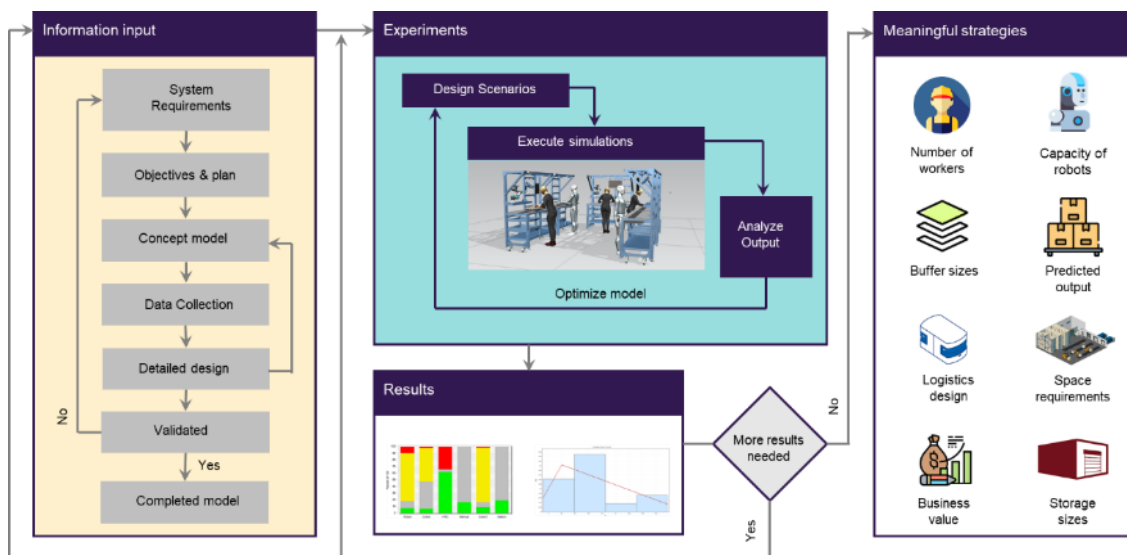 Information input
System
Requirements
Objectives & plan
Concept model
Data Collection
Detailed design
Validated
No
Yes
Completed model
Experiments
Design Scenarios
Execute simulations
Analyze
Output
Optimize model
Results
More results
needed
No
Yes
Meaningful strategies
Number of
workers
Capacity of
robots
Buffer sizes
Predicted
output
Logistics
design
Space
requirements
Business
value
Storage
sizes